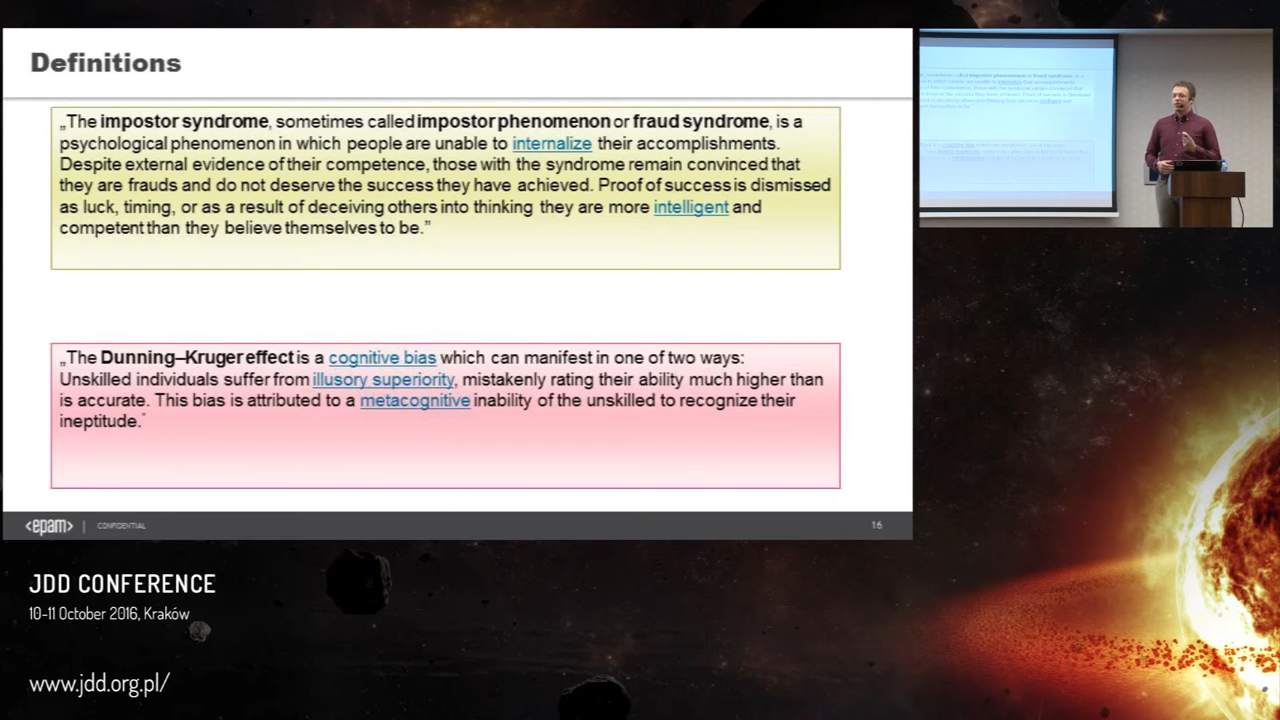 Definitions
„The impostor syndrome, sometimes called impostor phenomenon or fraud syndrome, is a
psychological phenomenon in which people are unable to internalize their accomplishments.
Despite external evidence of their competence, those with the syndrome remain convinced that
they are frauds and do not deserve the success they have achieved. Proof of success is dismissed
as luck, timing, or as a result of deceiving others into thinking they are more intelligent and
competent than they believe themselves to be.”
„The Dunning–Kruger effect is a cognitive bias which can manifest in one of two ways:
Unskilled individuals suffer from illusory superiority, mistakenly rating their ability much higher than
is accurate. This bias is attributed to a metacognitive inability of the unskilled to recognize their
ineptitude.”
<epam> | CONFIDENTIAL 16
JDD CONFERENCE
10-11 October 2016, Kraków
www.jdd.org.pl/